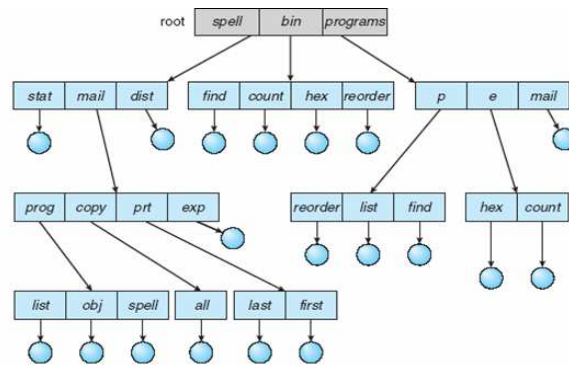 root spell bin programs
stat mail dist find count hex reorder p e mail
prog copy prt exp reorder list find hex count
list obj spell all last first